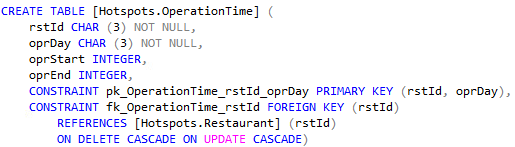 CREATE TABLE [Hotspots.OperationTime] (
rstId CHAR (3) NOT NULL,
oprDay CHAR (3) NOT NULL,
oprStart INTEGER,
oprEnd INTEGER,
CONSTRAINT pk_OperationTime_rstId_oprDay PRIMARY KEY (rstId, oprDay),
CONSTRAINT fk_OperationTime_rstId FOREIGN KEY (rstId)
REFERENCES [Hotspots.Restaurant] (rstId)
ON DELETE CASCADE ON UPDATE CASCADE)